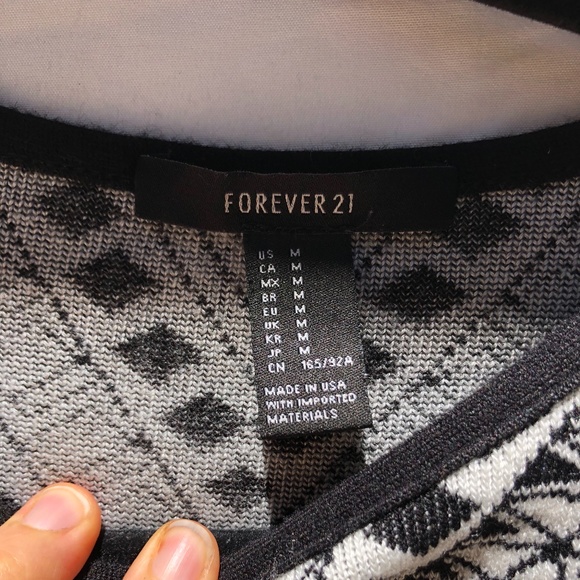 FOREVER 21
US M
CA M
MX M
BR M
EU M
UK M
KR M
JP M
CN 165/92A
MADE IN USA
WITH IMPORTED
MATERIALS